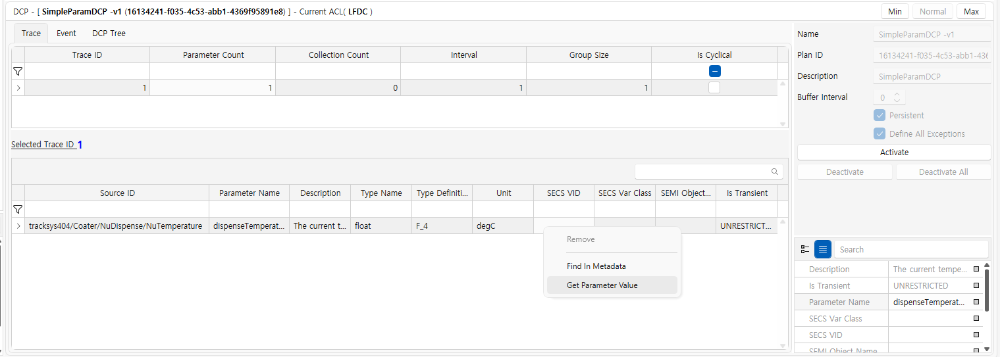 DCP - [ SimpleParamDCP -v1 (16134241-f035-4c53-abb1-4369f95891e8) ] - Current ACL( LFDC )
Min Normal Max
Trace Event DCP Tree
Trace ID Parameter Count Collection Count Interval Group Size Is Cyclical
1 1 0 1 1
Selected Trace ID 1
Source ID Parameter Name Description Type Name Type Definiti... Unit SECS VID SECS Var Class SEMI Object... Is Transient
tracksys404/Coater/NuDispense/NuTemperature dispenseTemperat... The current t... float F_4 degC UNRESTRICT...
Remove
Find In Metadata
Get Parameter Value
Name SimpleParamDCP -v1
Plan ID 16134241-f035-4c53-abb1-436
Description SimpleParamDCP
Buffer Interval 0
Persistent
Define All Exceptions
Activate
Deactivate Deactivate All
Search
Description The current tempe...
Is Transient UNRESTRICTED
Parameter Name dispenseTemperat...
SECS Var Class
SECS VID
SEMI Object Name